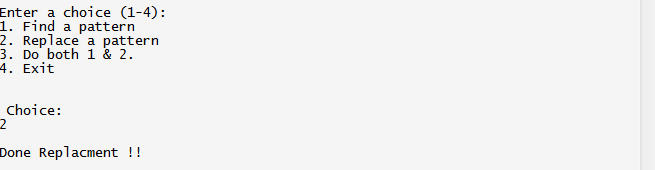 Enter a choice (1-4):
1. Find a pattern
2. Replace a pattern
3. Do both 1 & 2.
4. Exit
Choice:
2
Done Replacment !!